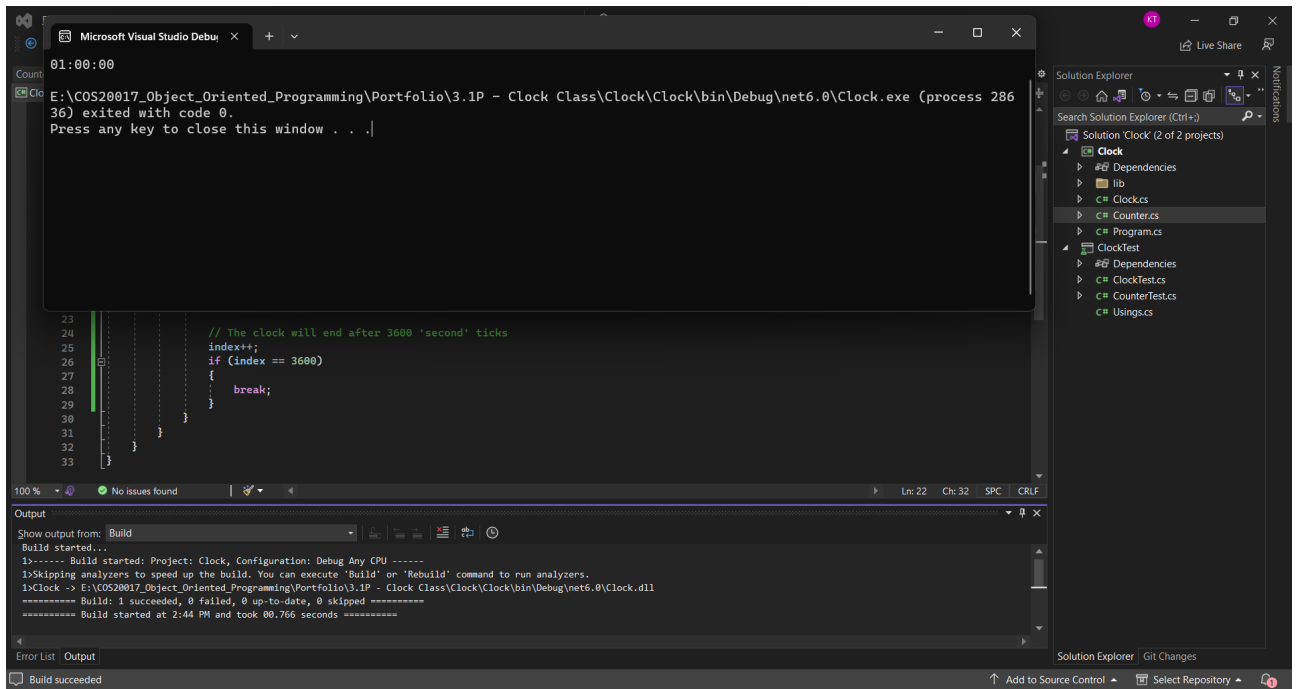 KT
Live Share
Microsoft Visual Studio Debu
01:00:00
E:\COS20017_Object_Oriented_Programming\Portfolio\3.1P - Clock Class\Clock\Clock\bin\Debug\net6.0\Clock.exe (process 286
36) exited with code 0.
Press any key to close this window . . .
Count
Clo
23
24 // The clock will end after 3600 'second' ticks
25 index++;
26 if (index == 3600)
27 {
28 break;
29 }
30 }
31 }
32 }
33 }
100 % No issues found Ln: 22 Ch: 32 SPC CRLF
Output
Show output from: Build
Build started...
1>------ Build started: Project: Clock, Configuration: Debug Any CPU ------
1>Skipping analyzers to speed up the build. You can execute 'Build' or 'Rebuild' command to run analyzers.
1>Clock -> E:\COS20017_Object_Oriented_Programming\Portfolio\3.1P - Clock Class\Clock\Clock\bin\Debug\net6.0\Clock.dll
========== Build: 1 succeeded, 0 failed, 0 up-to-date, 0 skipped ==========
========== Build started at 2:44 PM and took 00.766 seconds ==========
Error List Output
Solution Explorer
Search Solution Explorer (Ctrl+;)
Solution 'Clock' (2 of 2 projects)
Clock
Dependencies
lib
C# Clock.cs
C# Counter.cs
C# Program.cs
ClockTest
Dependencies
C# ClockTest.cs
C# CounterTest.cs
C# Usings.cs
Solution Explorer Git Changes
Notifications
Build succeeded
Add to Source Control
Select Repository
1